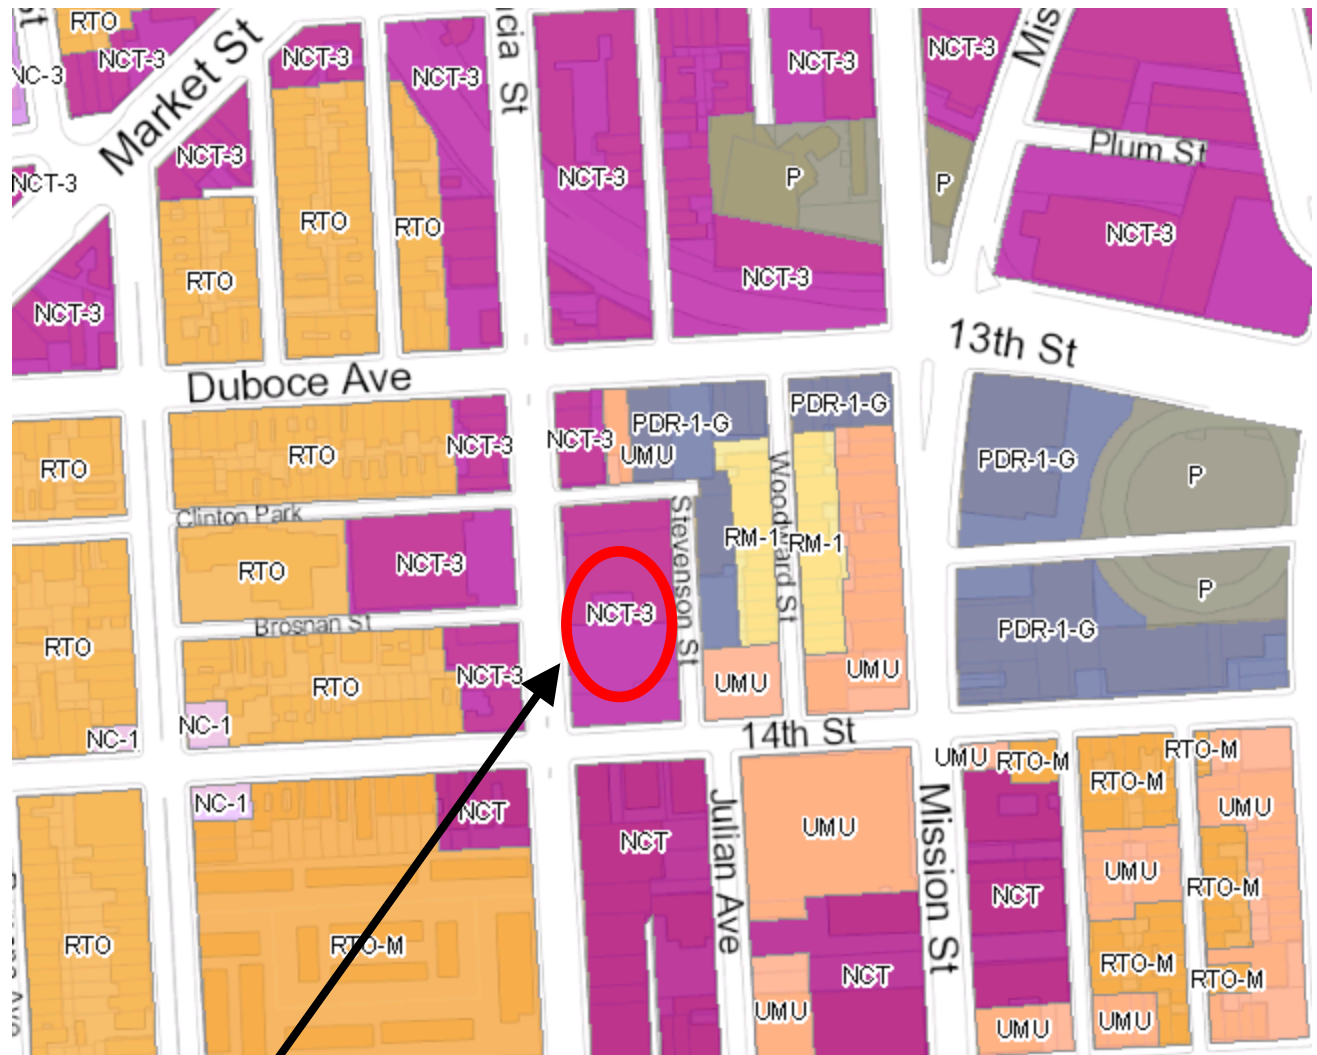 RTO
NCT-3
NC-3
Market St
NCT-3
NCT-3
cia St
NCT-3
NCT-3
Mis
Plum St
NCT-3
NCT-3
NCT-3
RTO
RTO
RTO
NCT-3
P
P
NCT-3
NCT-3
NCT-3
13th St
Duboce Ave
RTO
RTO
NCT-3
NCT-3
UMU
PDR-1-G
PDR-1-G
PDR-1-G
P
Clinton Park
RTO
NCT-3
Stevenson St
RM-1
Woodward St
RM-1
P
Brosnan St
NCT-3
PDR-1-G
RTO
RTO
NCT-3
UMU
UMU
NC-1
NC-1
14th St
NC-1
NCT
NCT
Julian Ave
UMU
Mission St
UMU
RTO-M
RTO-M
RTO-M
UMU
NCT
UMU
RTO-M
RTO
RTO-M
UMU
NCT
RTO-M
RTO-M
UMU
UMU